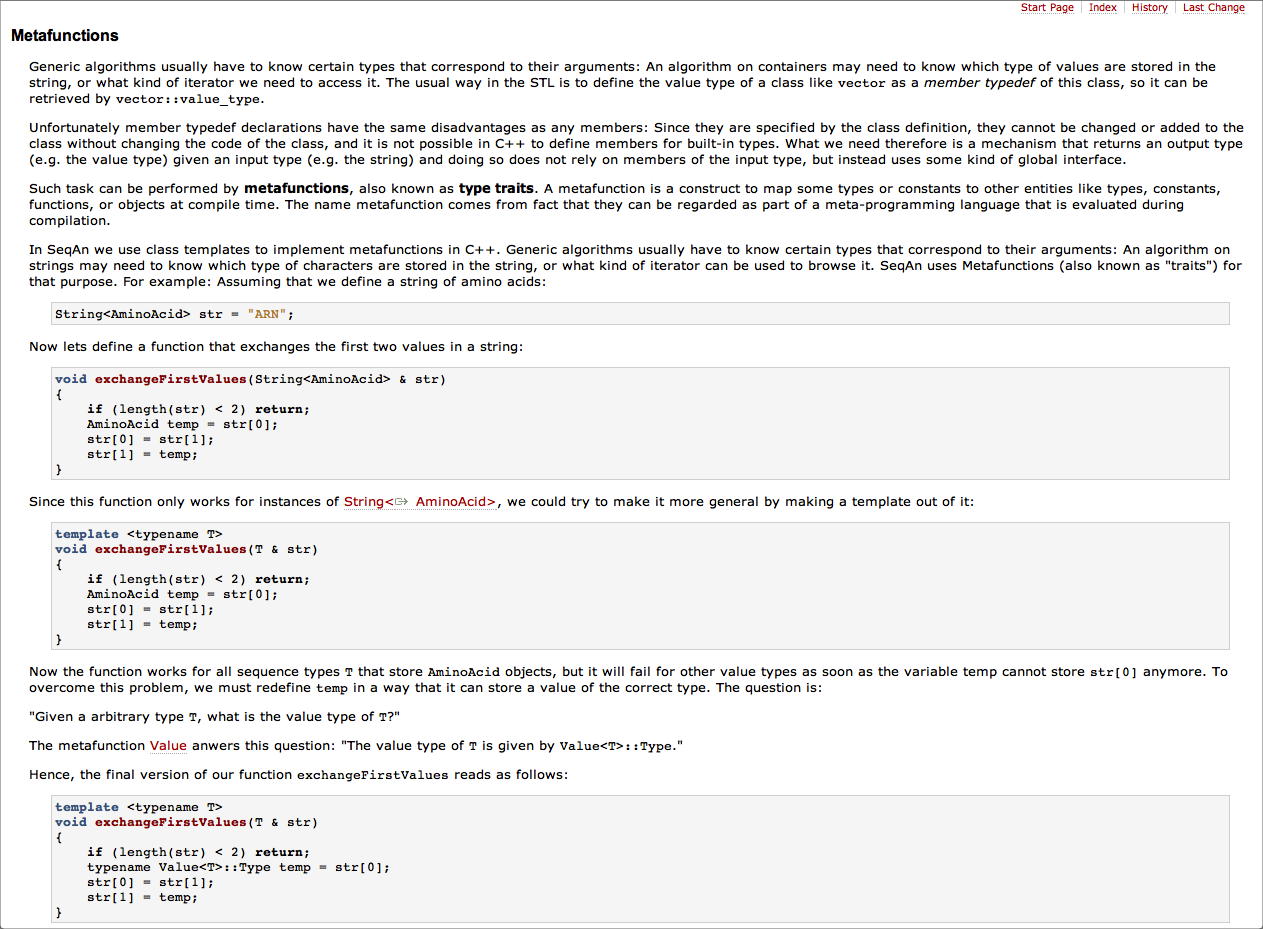 Start Page Index History Last Change
Metafunctions
Generic algorithms usually have to know certain types that correspond to their arguments: An algorithm on containers may need to know which type of values are stored in the
string, or what kind of iterator we need to access it. The usual way in the STL is to define the value type of a class like vector as a member typedef of this class, so it can be
retrieved by vector::value_type.
Unfortunately member typedef declarations have the same disadvantages as any members: Since they are specified by the class definition, they cannot be changed or added to the
class without changing the code of the class, and it is not possible in C++ to define members for built-in types. What we need therefore is a mechanism that returns an output type
(e.g. the value type) given an input type (e.g. the string) and doing so does not rely on members of the input type, but instead uses some kind of global interface.
Such task can be performed by metafunctions, also known as type traits. A metafunction is a construct to map some types or constants to other entities like types, constants,
functions, or objects at compile time. The name metafunction comes from fact that they can be regarded as part of a meta-programming language that is evaluated during
compilation.
In SeqAn we use class templates to implement metafunctions in C++. Generic algorithms usually have to know certain types that correspond to their arguments: An algorithm on
strings may need to know which type of characters are stored in the string, or what kind of iterator can be used to browse it. SeqAn uses Metafunctions (also known as "traits") for
that purpose. For example: Assuming that we define a string of amino acids:
String<AminoAcid> str = "ARN";
Now lets define a function that exchanges the first two values in a string:
void exchangeFirstValues(String<AminoAcid> & str)
{
    if (length(str) < 2) return;
    AminoAcid temp = str[0];
    str[0] = str[1];
    str[1] = temp;
}
Since this function only works for instances of String< AminoAcid>, we could try to make it more general by making a template out of it:
template <typename T>
void exchangeFirstValues(T & str)
{
    if (length(str) < 2) return;
    AminoAcid temp = str[0];
    str[0] = str[1];
    str[1] = temp;
}
Now the function works for all sequence types T that store AminoAcid objects, but it will fail for other value types as soon as the variable temp cannot store str[0] anymore. To
overcome this problem, we must redefine temp in a way that it can store a value of the correct type. The question is:
"Given a arbitrary type T, what is the value type of T?"
The metafunction Value anwers this question: "The value type of T is given by Value<T>::Type."
Hence, the final version of our function exchangeFirstValues reads as follows:
template <typename T>
void exchangeFirstValues(T & str)
{
    if (length(str) < 2) return;
    typename Value<T>::Type temp = str[0];
    str[0] = str[1];
    str[1] = temp;
}